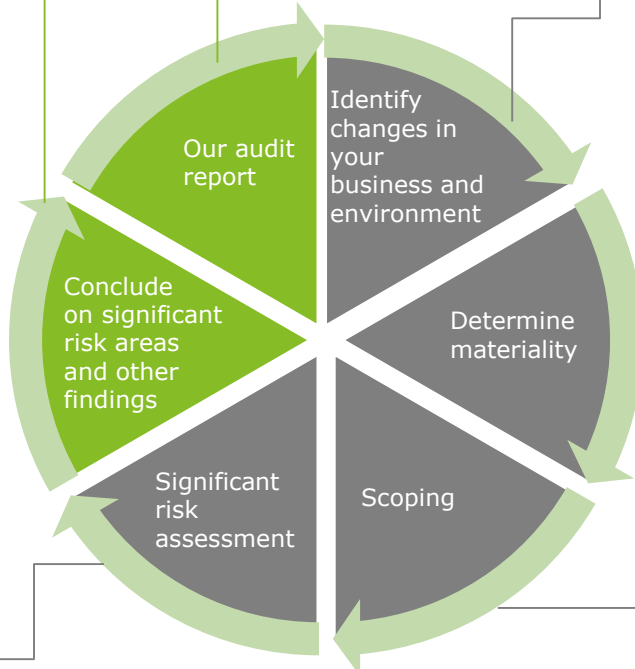 Identify
changes in
your
business and
environment
Determine
materiality
Scoping
Significant
risk
assessment
Conclude
on significant
risk areas
and other
findings
Our audit
report